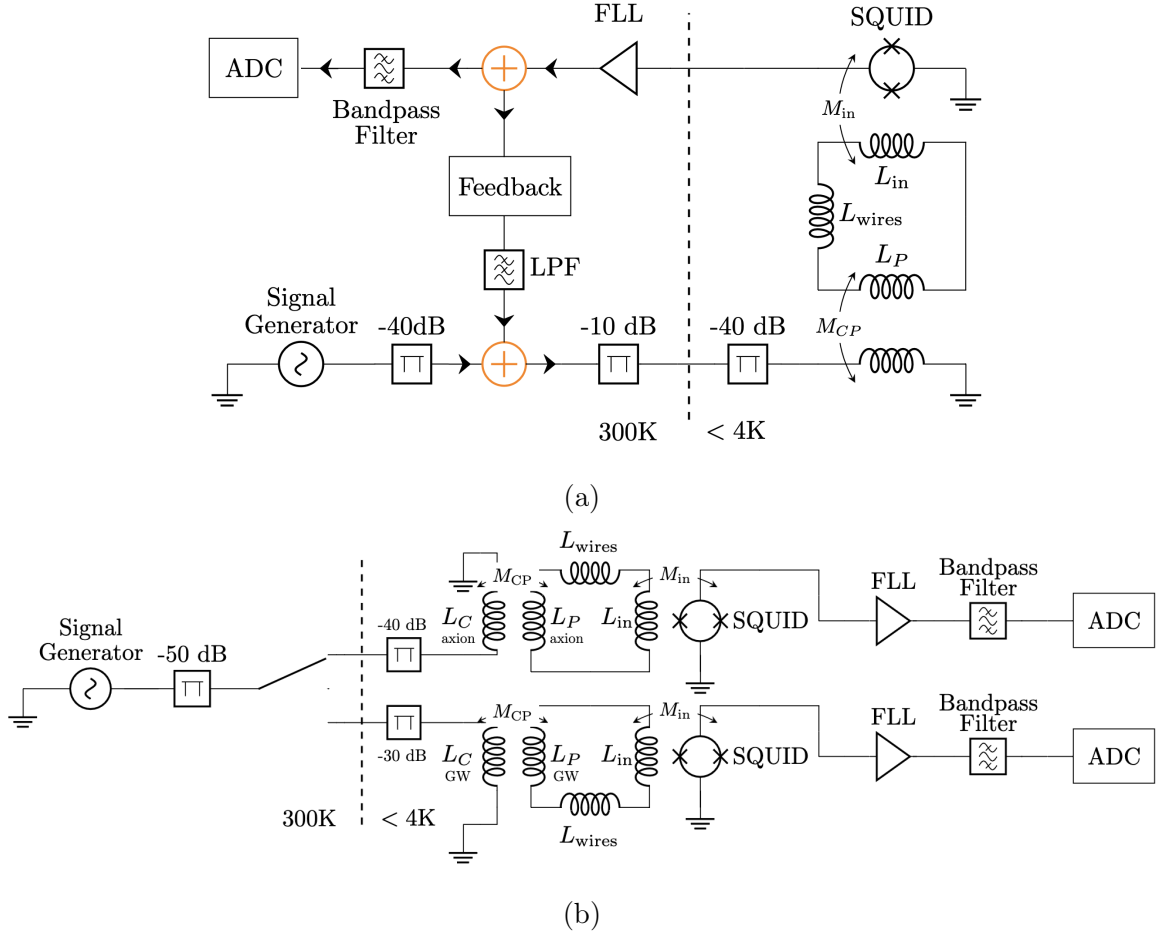 FLL
SQUID
ADC
Bandpass
Filter
M_in
L_in
Feedback
L_wires
L_P
LPF
Signal
Generator
-40dB
-10 dB
-40 dB
M_CP
300K
< 4K
(a)
L_wires
M_CP
M_in
FLL
Bandpass
Filter
-40 dB
L_C
axion
L_P
axion
L_in
SQUID
ADC
Signal
Generator
-50 dB
M_CP
M_in
FLL
Bandpass
Filter
-30 dB
L_C
GW
L_P
GW
L_in
SQUID
ADC
300K
< 4K
L_wires
(b)